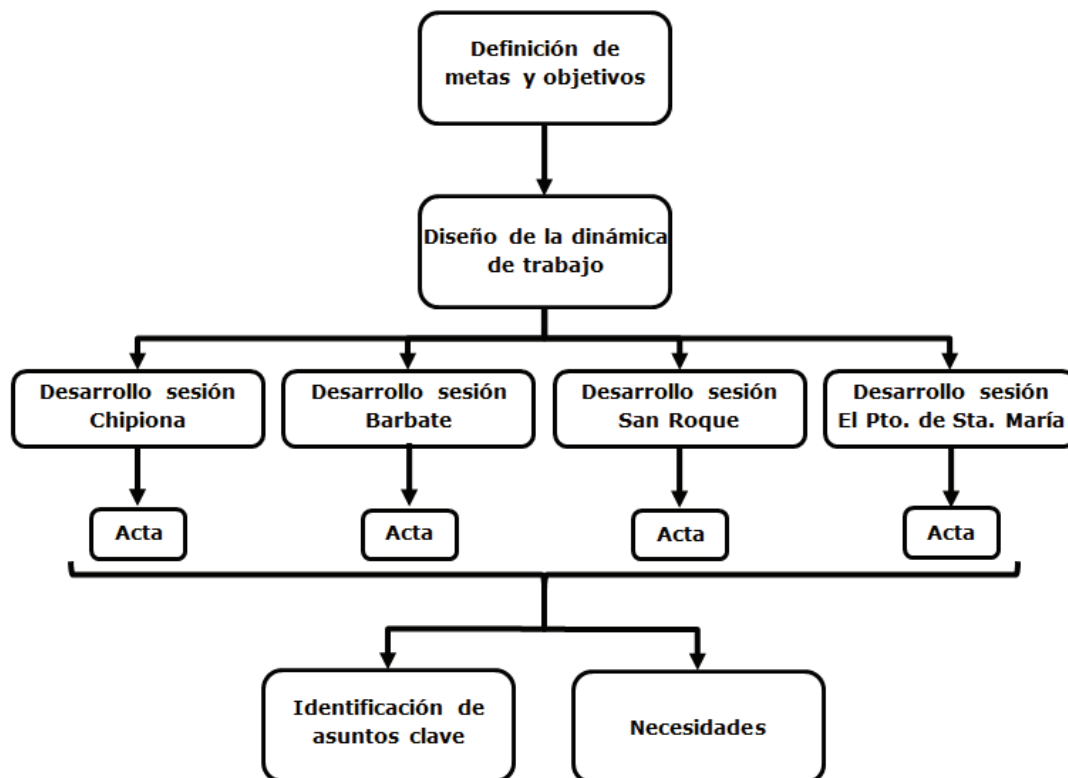 Definición de
metas y objetivos
Diseño de la dinámica
de trabajo
Desarrollo sesión
Chipiona
Desarrollo sesión
Barbate
Desarrollo sesión
San Roque
Desarrollo sesión
El Pto. de Sta. María
Acta
Acta
Acta
Acta
Identificación de
asuntos clave
Necesidades